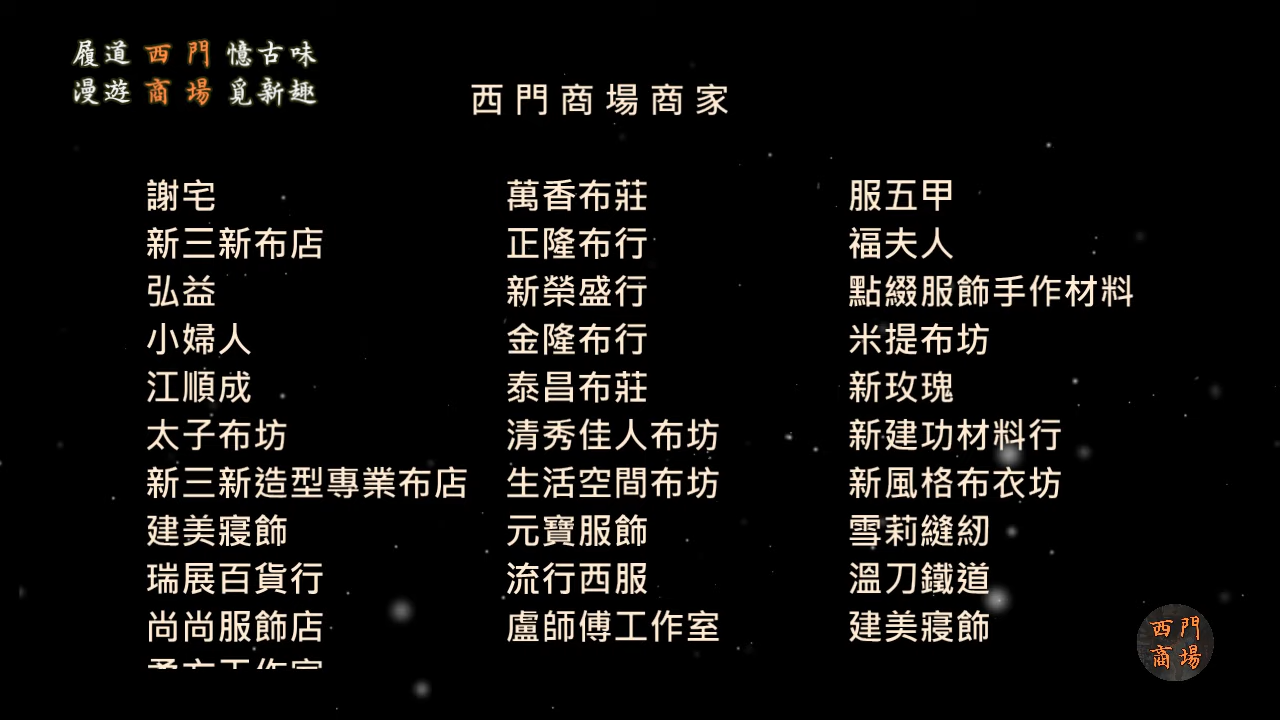 履道 西門 憶古味
漫遊 商場 覓新趣
西門商場商家
謝宅
新三新布店
弘益
小婦人
江順成
太子布坊
新三新造型專業布店
建美寢飾
瑞展百貨行
尚尚服飾店
萬香布莊
正隆布行
新榮盛行
金隆布行
泰昌布莊
清秀佳人布坊
生活空間布坊
元寶服飾
流行西服
盧師傅工作室
服五甲
福夫人
點綴服飾手作材料
米提布坊
新玫瑰
新建功材料行
新風格布衣坊
雪莉縫紉
溫刀鐵道
建美寢飾
西門
商場